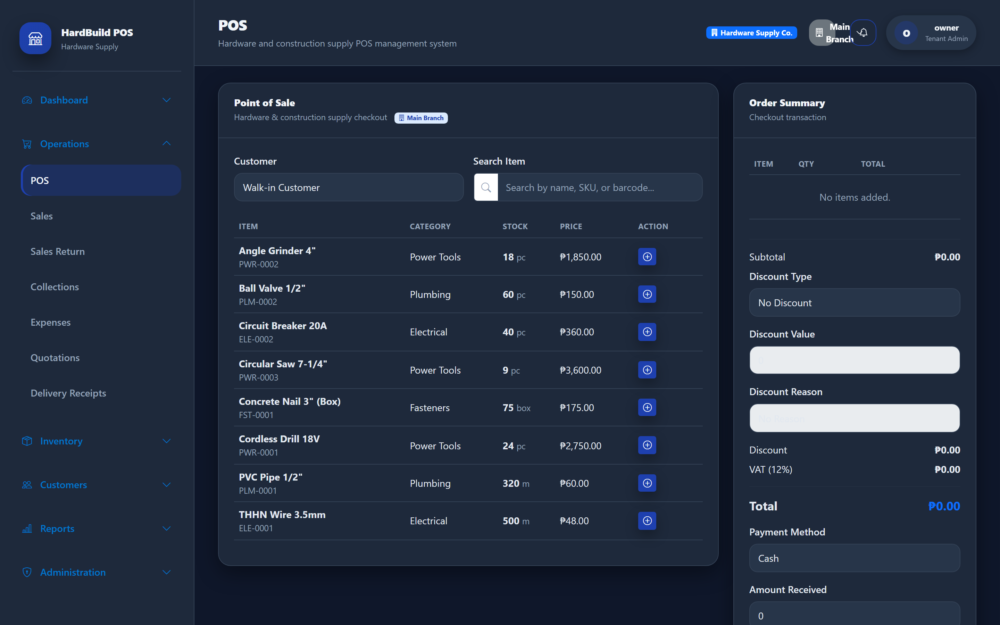 HardBuild POS
Hardware Supply
Dashboard
Operations
POS
Sales
Sales Return
Collections
Expenses
Quotations
Delivery Receipts
Inventory
Customers
Reports
Administration
POS
Hardware and construction supply POS management system
Hardware Supply Co.
Main
Branch
o
owner
Tenant Admin
Point of Sale
Hardware & construction supply checkout Main Branch
Customer
Walk-in Customer
Search Item
Search by name, SKU, or barcode...
ITEM CATEGORY STOCK PRICE ACTION
Angle Grinder 4"
PWR-0002
Power Tools 18 pc ₱1,850.00
Ball Valve 1/2"
PLM-0002
Plumbing 60 pc ₱150.00
Circuit Breaker 20A
ELE-0002
Electrical 40 pc ₱360.00
Circular Saw 7-1/4"
PWR-0003
Power Tools 9 pc ₱3,600.00
Concrete Nail 3" (Box)
FST-0001
Fasteners 75 box ₱175.00
Cordless Drill 18V
PWR-0001
Power Tools 24 pc ₱2,750.00
PVC Pipe 1/2"
PLM-0001
Plumbing 320 m ₱60.00
THHN Wire 3.5mm
ELE-0001
Electrical 500 m ₱48.00
Order Summary
Checkout transaction
ITEM QTY TOTAL
No items added.
Subtotal ₱0.00
Discount Type
No Discount
Discount Value
0
Discount Reason
No Reason
Discount ₱0.00
VAT (12%) ₱0.00
Total ₱0.00
Payment Method
Cash
Amount Received
0